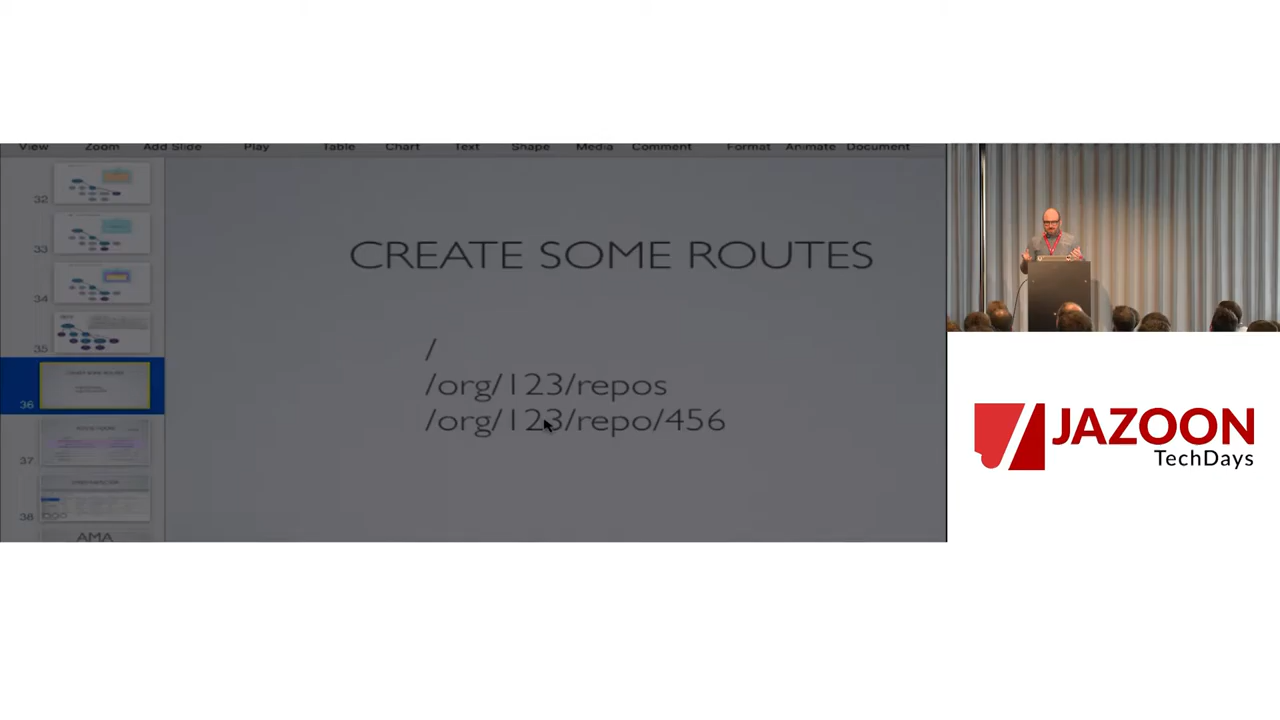 View Zoom Add Slide Play Table Chart Text Shape Media Comment Format Animate Document
32
33
34
35
36
37
38
AMA
CREATE SOME ROUTES
/
/org/123/repos
/org/123/repo/456
JAZOON
TechDays